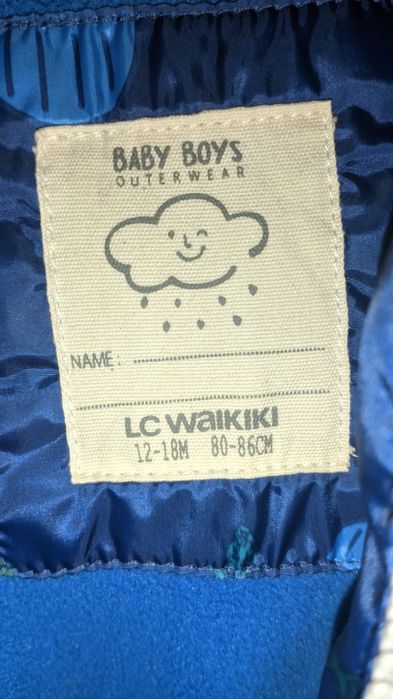 BABY BOYS
OUTERWEAR
NAME:
LC WAIKIKI
12-18M 80-86CM